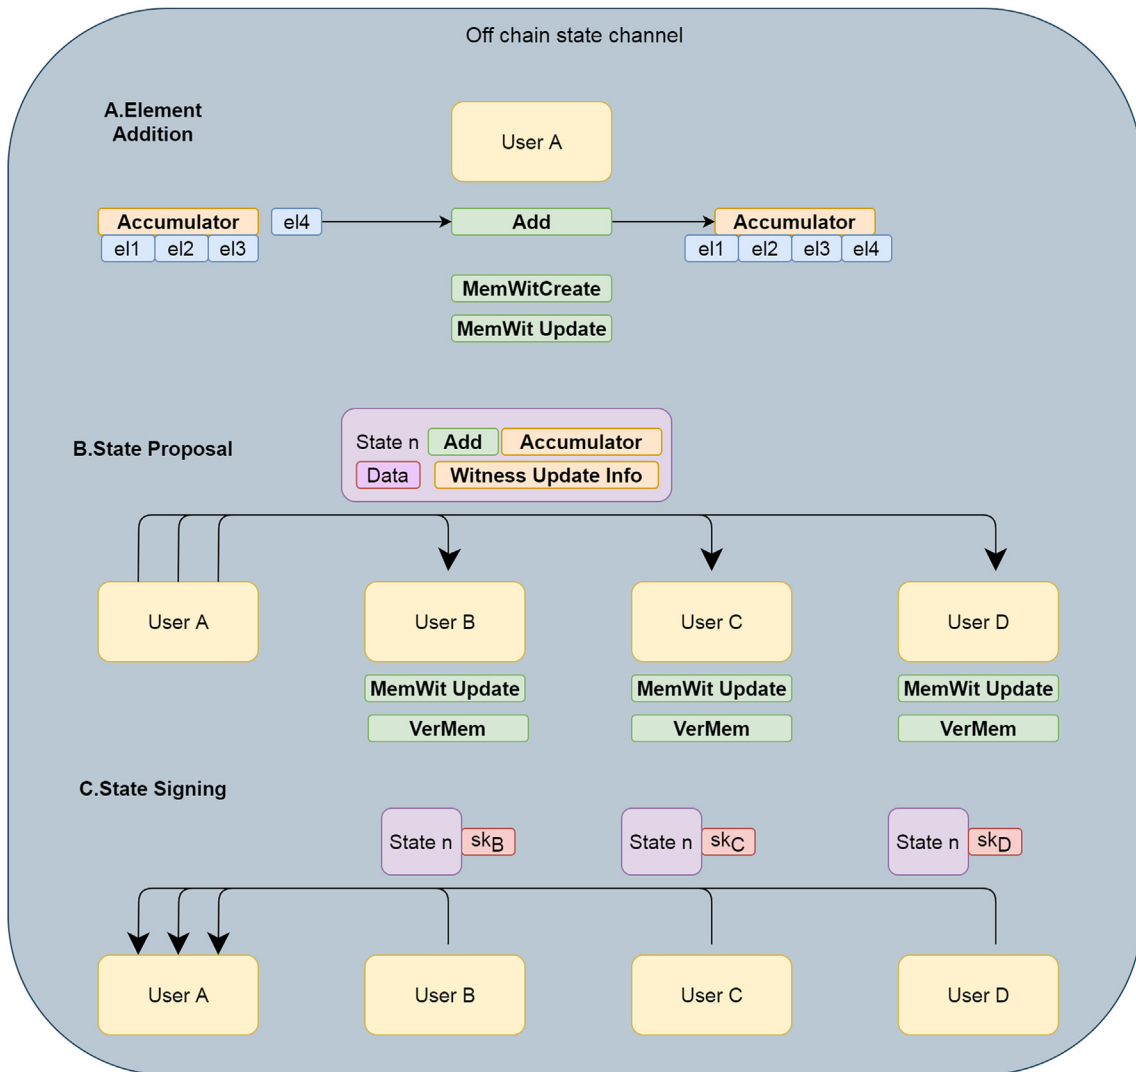 Off chain state channel
A.Element
Addition
User A
Accumulator
el4
Add
Accumulator
el1 el2 el3
el1 el2 el3 el4
MemWitCreate
MemWit Update
B.State Proposal
State n Add Accumulator
Data Witness Update Info
User A
User B
User C
User D
MemWit Update
MemWit Update
MemWit Update
VerMem
VerMem
VerMem
C.State Signing
State n skB
State n skC
State n skD
User A
User B
User C
User D